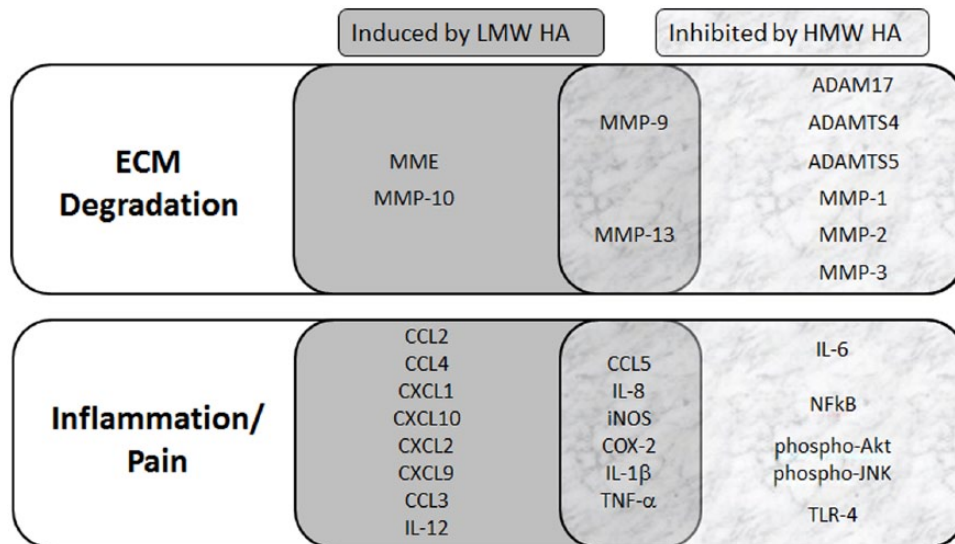 Induced by LMW HA
Inhibited by HMW HA
ECM
Degradation
MME
MMP-10
MMP-9
MMP-13
ADAM17
ADAMTS4
ADAMTS5
MMP-1
MMP-2
MMP-3
Inflammation/
Pain
CCL2
CCL4
CXCL1
CXCL10
CXCL2
CXCL9
CCL3
IL-12
CCL5
IL-8
iNOS
COX-2
IL-1β
TNF-α
IL-6
NFkB
phospho-Akt
phospho-JNK
TLR-4